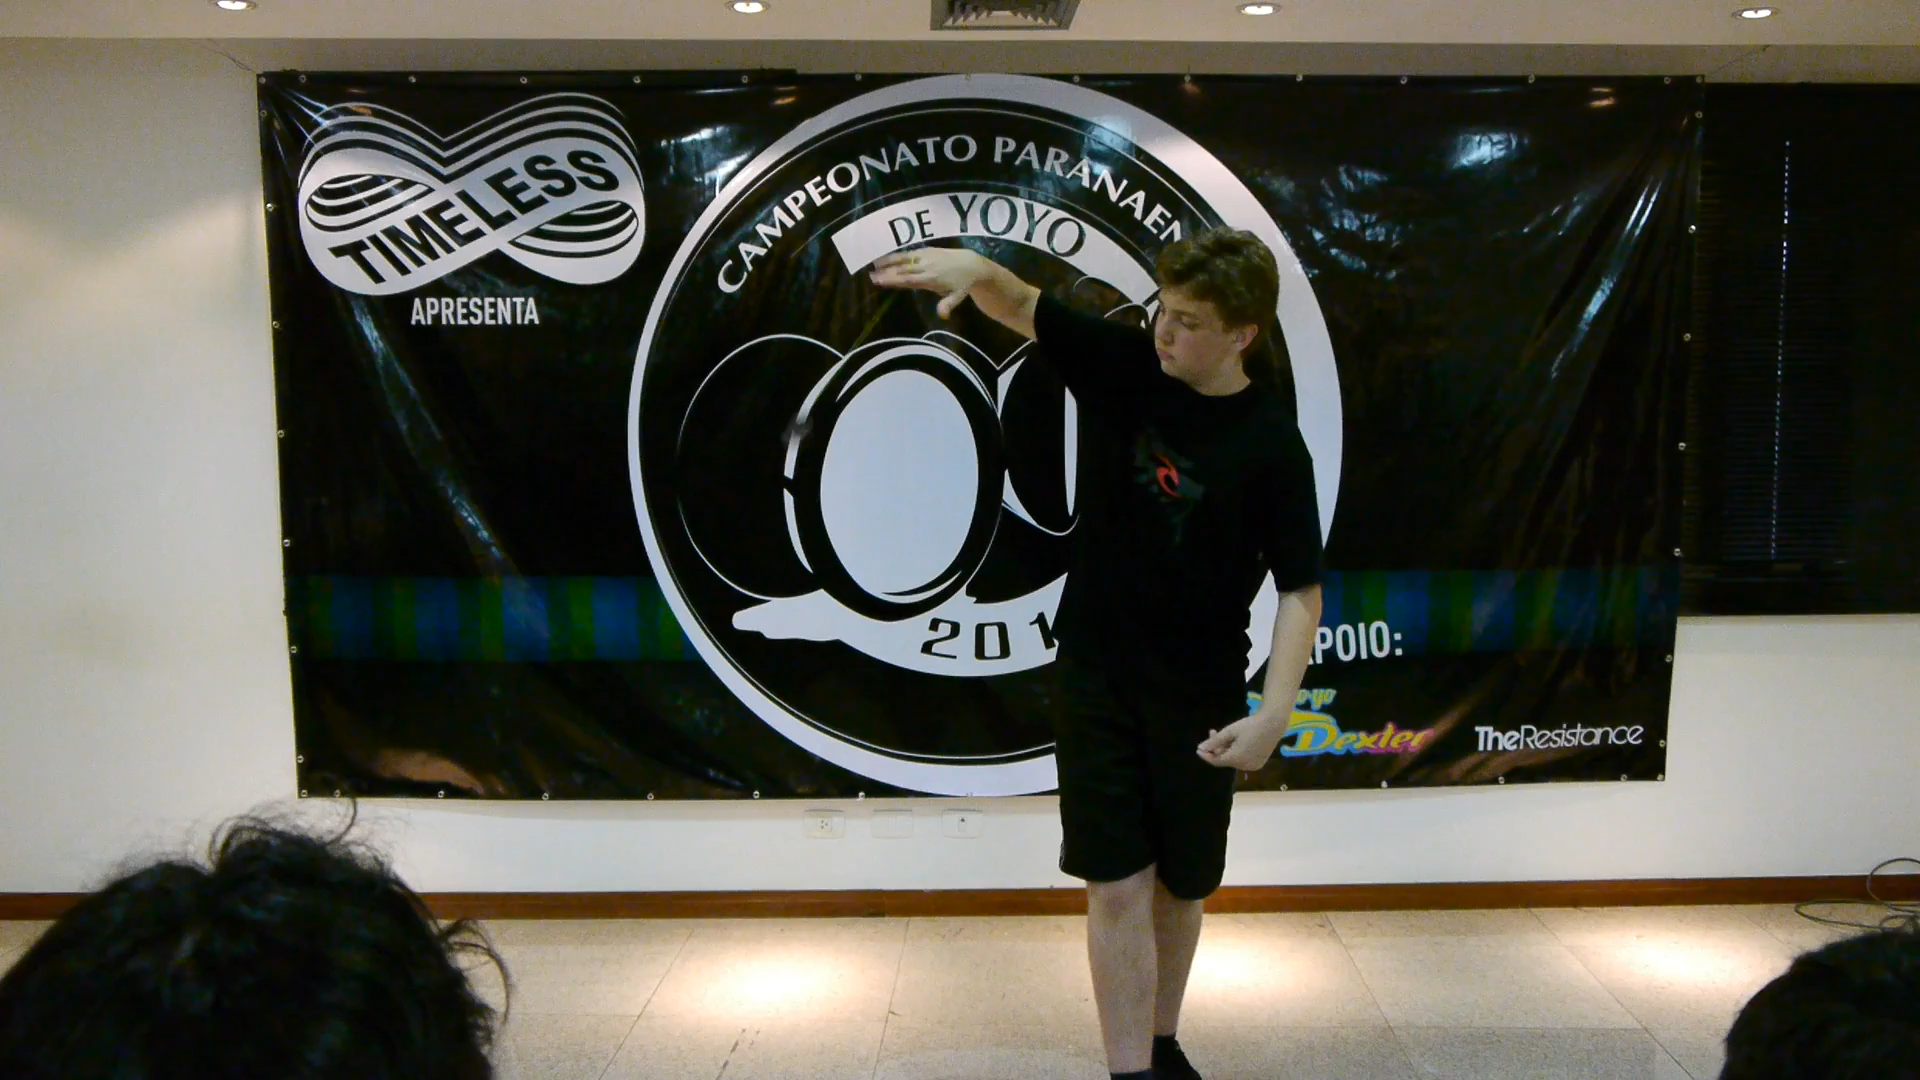 TIMELESS
APRESENTA
CAMPEONATO PARANAEN
DE YOYO
201
POIO:
Dexter
TheResistance